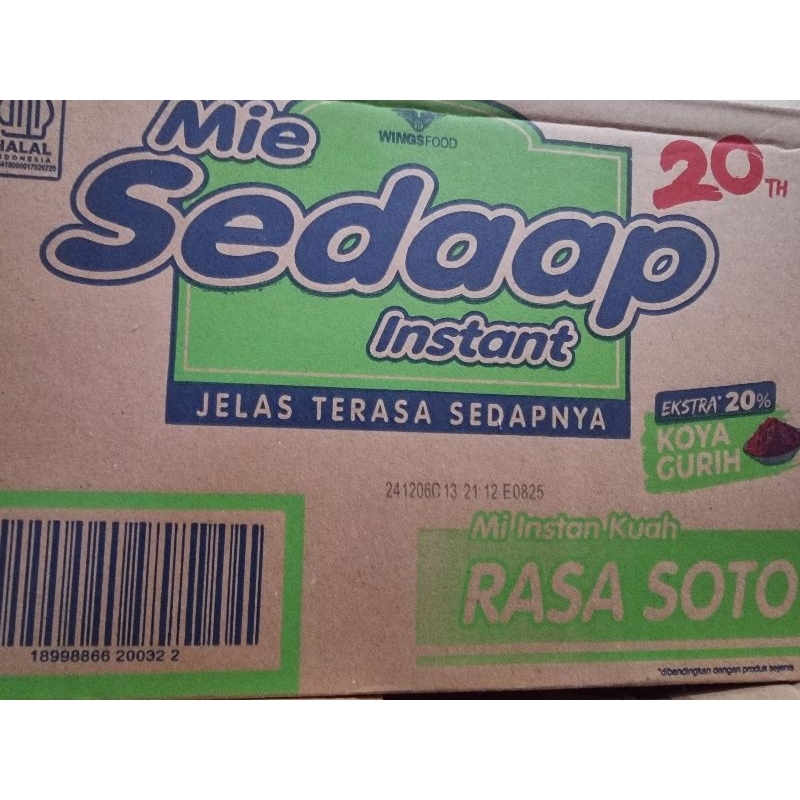 HALAL
INDONESIA
Mie
WINGSFOOD
Sedaap
20TH
Instant
JELAS TERASA SEDAPNYA
EKSTRA* 20%
KOYA
GURIH
241206C13 21:12 E0825
Mi Instan Kuah
RASA SOTO
18998866 20032 2
*dibandingkan dengan produk sejenis